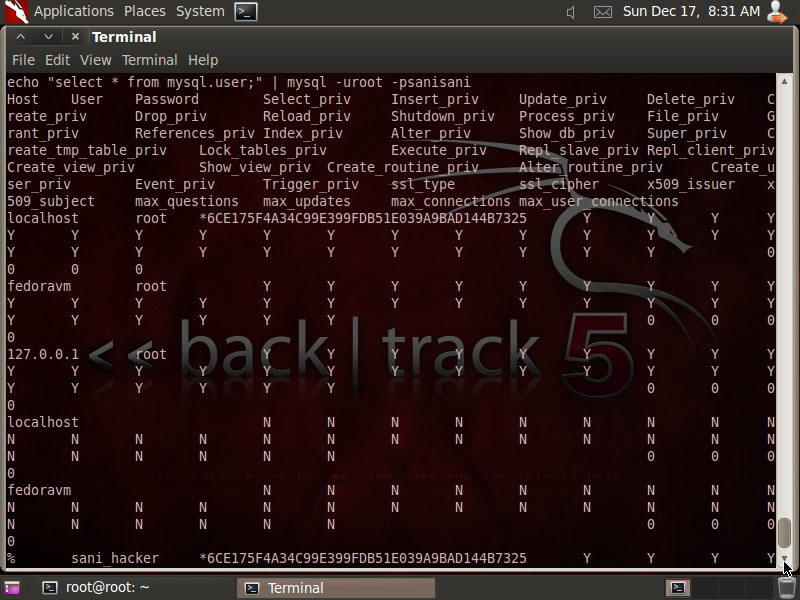 Applications Places System Sun Dec 17, 8:31 AM
Terminal
File Edit View Terminal Help
echo "select * from mysql.user;" | mysql -uroot -psanisani
Host User Password Select_priv Insert_priv Update_priv Delete_priv C
reate_priv Drop_priv Reload_priv Shutdown_priv Process_priv File_priv G
rant_priv References_priv Index_priv Alter_priv Show_db_priv Super_priv C
reate_tmp_table_priv Lock_tables_priv Execute_priv Repl_slave_priv Repl_client_priv
Create_view_priv Show_view_priv Create_routine_priv Alter_routine_priv Create_u
ser_priv Event_priv Trigger_priv ssl_type ssl_cipher x509_issuer x
509_subject max_questions max_updates max_connections max_user_connections
localhost root *6CE175F4A34C99E399FDB51E039A9BAD144B7325 Y Y Y Y
Y Y Y Y Y Y Y Y Y Y Y Y Y
Y Y Y Y Y Y Y Y Y Y Y 0
0 0 0
fedoravm root Y Y Y Y Y Y Y Y Y
Y Y Y Y Y Y Y Y Y Y Y Y Y
Y Y Y Y Y Y 0 0 0
0
127.0.0.1 root Y Y Y Y Y Y Y Y Y
Y Y Y Y Y Y Y Y Y Y Y Y Y
Y Y Y Y Y Y 0 0 0
0
localhost N N N N N N N N N
N N N N N N N N N N N N N
N N N N N N 0 0 0
0
fedoravm N N N N N N N N N
N N N N N N N N N N N N N
N N N N N N 0 0 0
0
% sani_hacker *6CE175F4A34C99E399FDB51E039A9BAD144B7325 Y Y Y Y
<< back | track 5
root@root: ~ Terminal